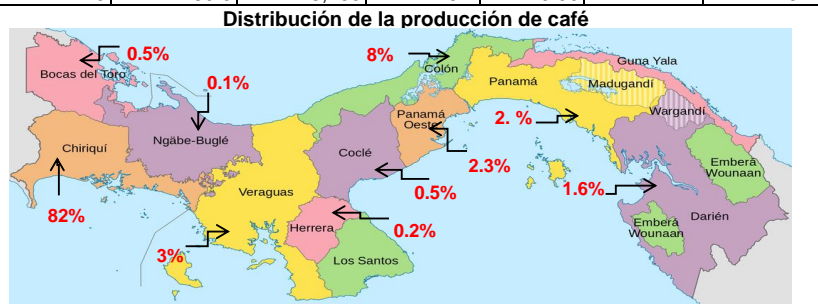 Distribución de la producción de café
0.5%
Bocas del Toro
0.1%
8%
Colón
Guna Yala
Panamá
Madugandí
Wargandí
Chiriquí
Ngäbe-Buglé
Panamá
Oeste
2. %
Coclé
2.3%
Emberá
Wounaan
Veraguas
0.5%
1.6%
82%
Herrera
0.2%
Darién
Emberá
Wounaan
3%
Los Santos